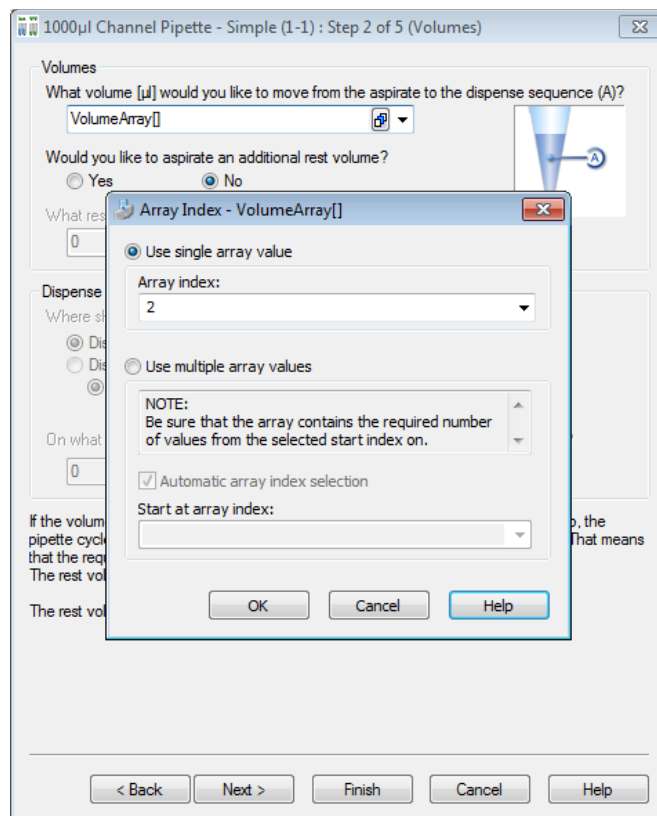 1000µl Channel Pipette - Simple (1-1) : Step 2 of 5 (Volumes)
Volumes
What volume [µl] would you like to move from the aspirate to the dispense sequence (A)?
VolumeArray[]
A
Would you like to aspirate an additional rest volume?
Yes
No
What res
0
Array Index - VolumeArray[]
Use single array value
Array index:
2
Use multiple array values
NOTE:
Be sure that the array contains the required number
of values from the selected start index on.
Automatic array index selection
Start at array index:
OK
Cancel
Help
Dispense
Where sh
Dis
Dis
On what
?
0
If the volum
o, the
pipette cycl
That means
that the requ
The rest vol
The rest vol
< Back
Next >
Finish
Cancel
Help